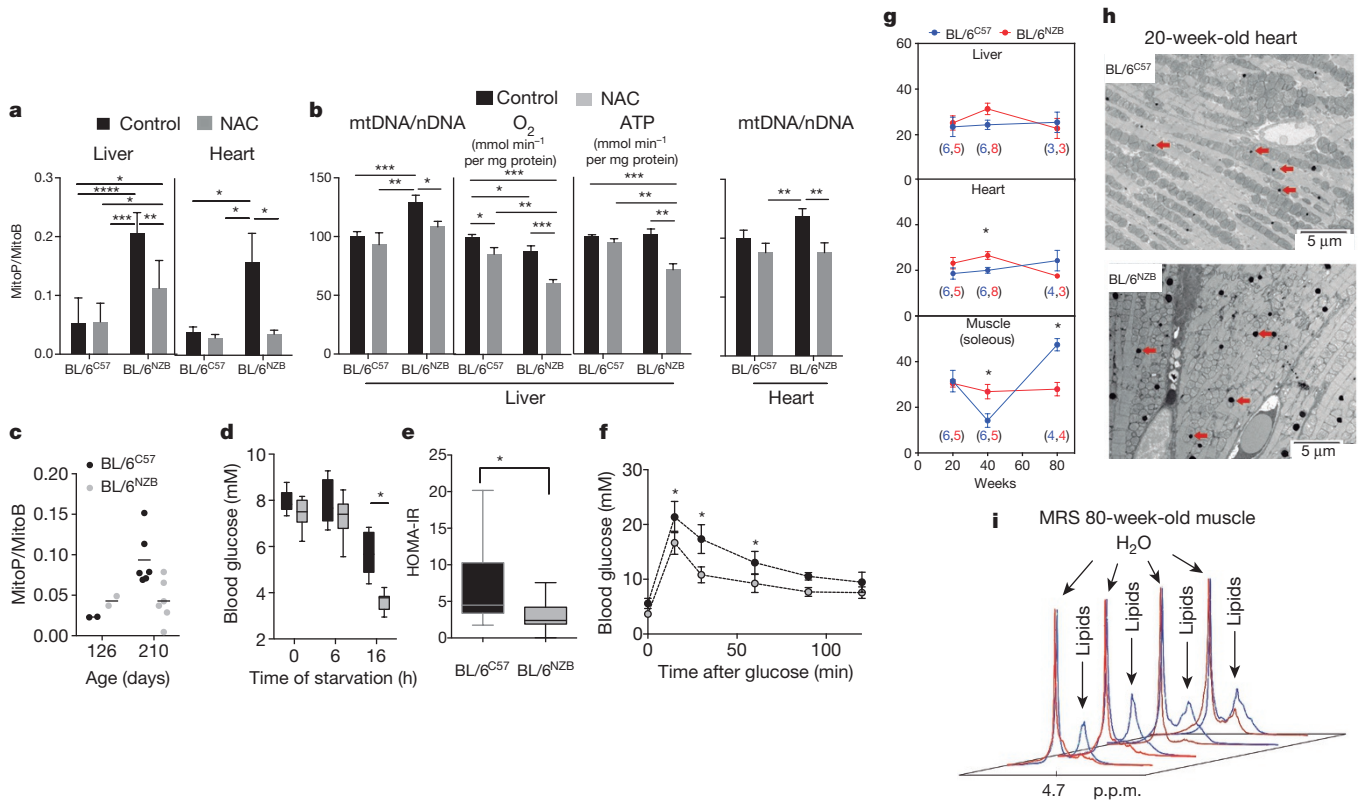 a
Control NAC
Liver Heart
MitoP/MitoB
0.3
0.2
0.1
0.0
* **** * *** **
* * *
BL/6C57 BL/6NZB BL/6C57 BL/6NZB
b
Control NAC
mtDNA/nDNA O2 ATP mtDNA/nDNA
(mmol min−1 per mg protein) (mmol min−1 per mg protein)
150
100
50
0
*** ** *
*** * ** * ***
*** ** **
** **
BL/6C57 BL/6NZB BL/6C57 BL/6NZB BL/6C57 BL/6NZB BL/6C57 BL/6NZB
Liver Heart
c
BL/6C57
BL/6NZB
MitoP/MitoB
0.20
0.15
0.10
0.05
0.00
126 210
Age (days)
d
Blood glucose (mM)
10
8
6
4
2
*
0 6 16
Time of starvation (h)
e
HOMA-IR
25
20
15
10
5
0
*
BL/6C57 BL/6NZB
f
Blood glucose (mM)
30
20
10
0
* * *
0 50 100
Time after glucose (min)
g
BL/6C57 BL/6NZB
60
40
20
0
Liver
(6,5) (6,8) (3,3)
60
40
20
0
Heart
*
(6,5) (6,8) (4,3)
60
40
20
0
Muscle
(soleous)
* *
(6,5) (6,5) (4,4)
0 20 40 60 80
Weeks
h
20-week-old heart
BL/6C57
5 μm
BL/6NZB
5 μm
i
MRS 80-week-old muscle
H2O
Lipids Lipids Lipids Lipids
4.7 p.p.m.